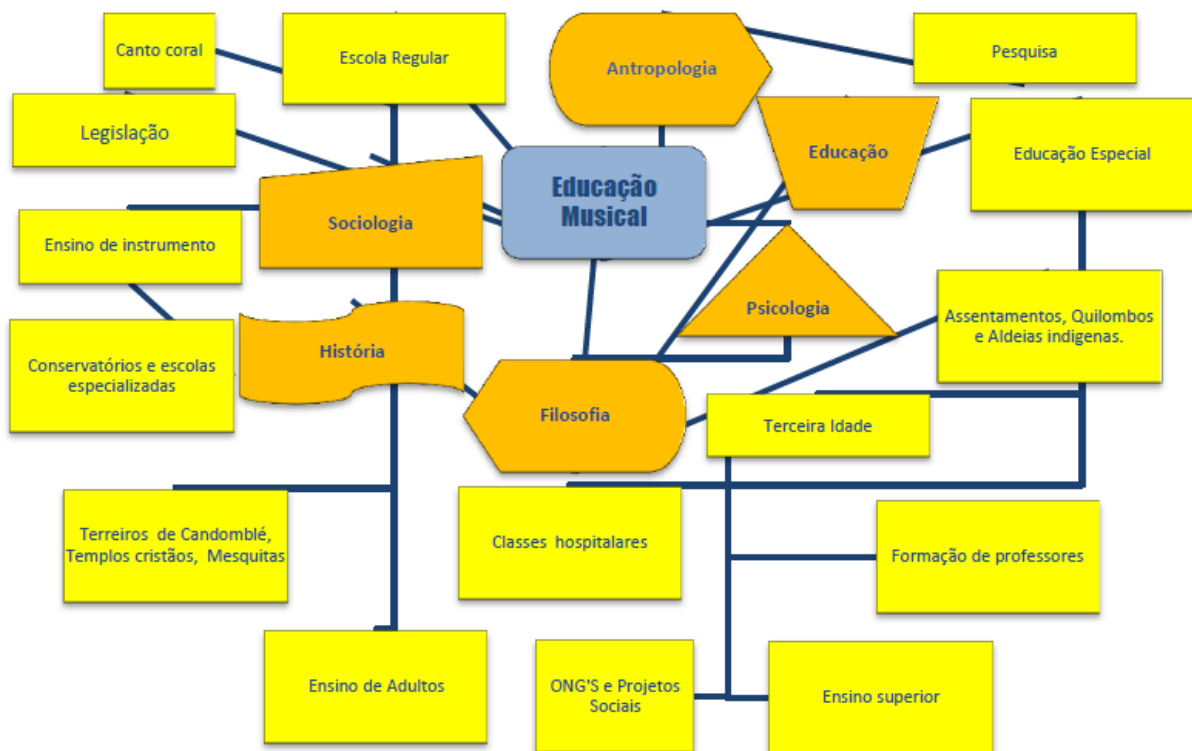 Canto coral
Escola Regular
Antropologia
Pesquisa
Legislação
Educação
Educação Especial
Educação
Musical
Sociologia
Ensino de instrumento
Psicologia
Assentamentos, Quilombos
e Aldeias indigenas.
História
Conservatórios e escolas
especializadas
Filosofia
Terceira Idade
Terreiros de Candomblé,
Templos cristãos, Mesquitas
Classes hospitalares
Formação de professores
Ensino de Adultos
ONG'S e Projetos
Sociais
Ensino superior